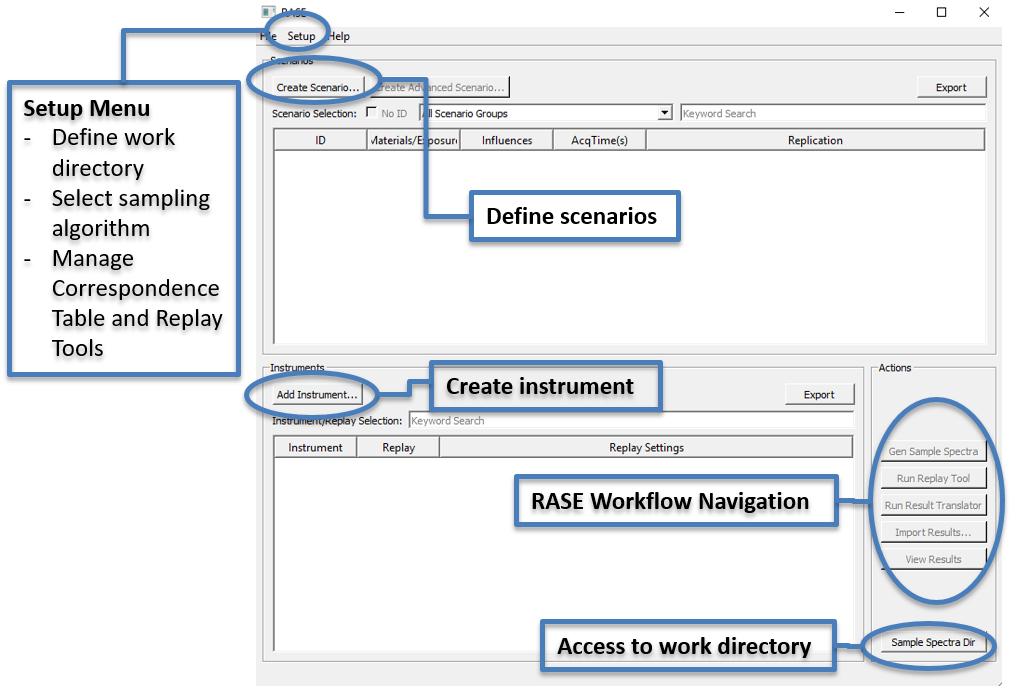 RASE
File Setup Help
Scenarios
Create Scenario...
Create Advanced Scenario...
Export
Scenario Selection:
No ID
All Scenario Groups
Keyword Search
ID
Materials/Exposure
Influences
AcqTime(s)
Replication
Setup Menu
- Define work
directory
- Select sampling
algorithm
- Manage
Correspondence
Table and Replay
Tools
Define scenarios
Instruments
Add Instrument...
Create instrument
Export
Instrument/Replay Selection:
Keyword Search
Instrument
Replay
Replay Settings
Actions
Gen Sample Spectra
Run Replay Tool
Run Result Translator
Import Results...
View Results
RASE Workflow Navigation
Access to work directory
Sample Spectra Dir